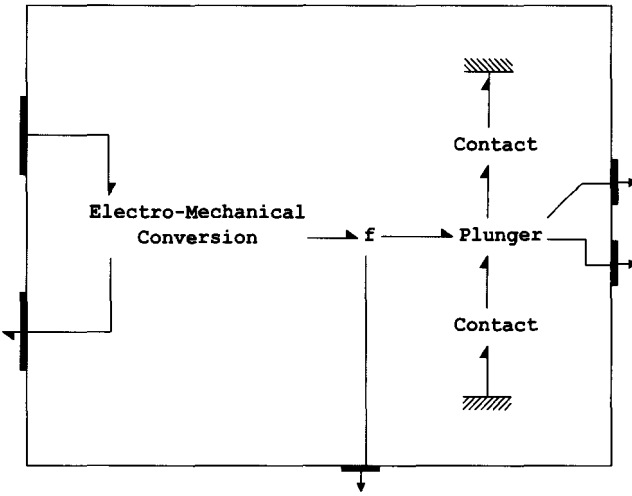 Contact
Electro-Mechanical
Conversion
f
Plunger
Contact